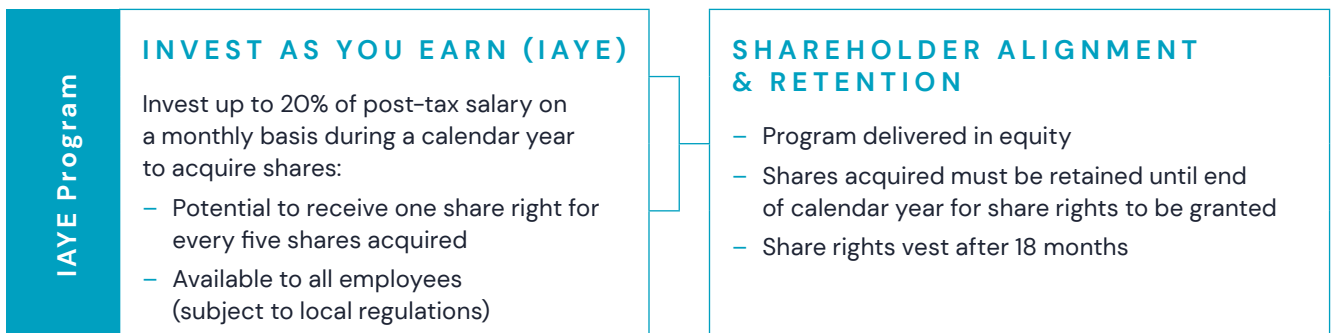 IAYE Program
INVEST AS YOU EARN (IAYE)
Invest up to 20% of post-tax salary on
a monthly basis during a calendar year
to acquire shares:
– Potential to receive one share right for
every five shares acquired
– Available to all employees
(subject to local regulations)
SHAREHOLDER ALIGNMENT
& RETENTION
– Program delivered in equity
– Shares acquired must be retained until end
of calendar year for share rights to be granted
– Share rights vest after 18 months